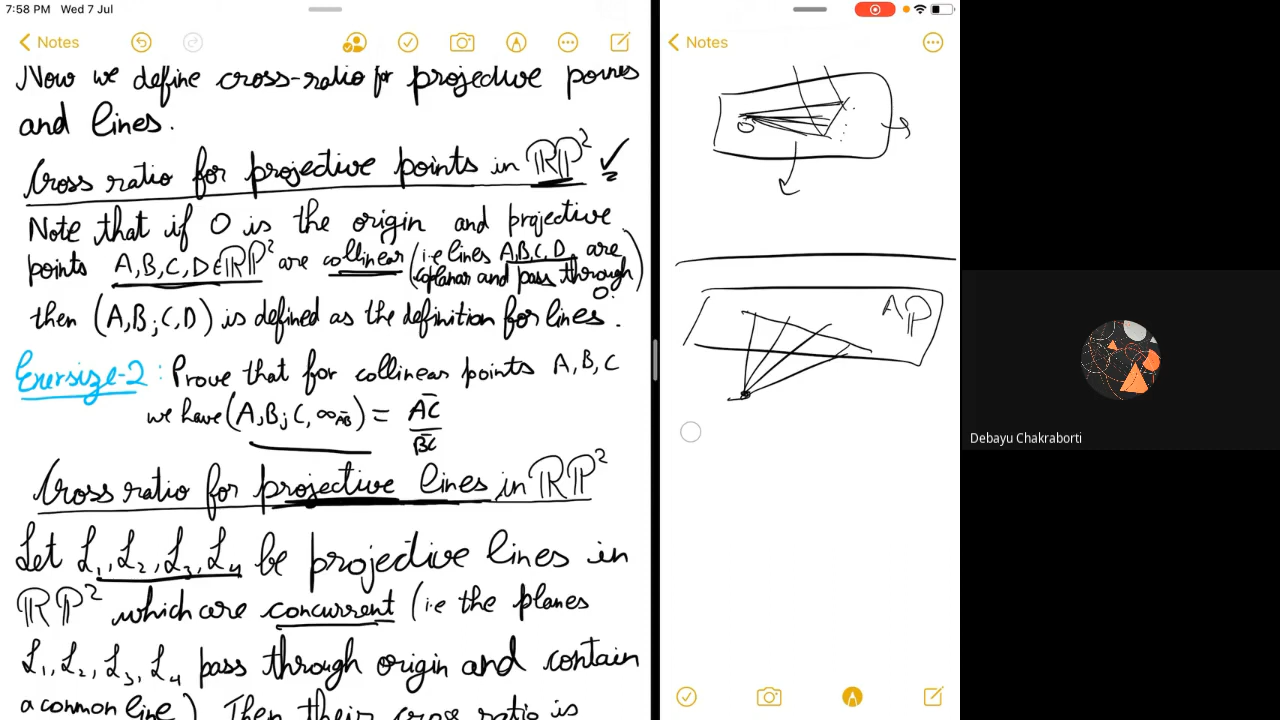 7:58 PM Wed 7 Jul
Notes
Now we define cross-ratio for projective points
and lines.
Cross ratio for projective points in ℝℙ²
Note that if O is the origin and projective
points A,B,C,D∈ℝℙ² are collinear (i.e lines A,B,C,D are
coplanar and pass through
O.)
then (A,B;C,D) is defined as the definition for lines.
Exersize-2: Prove that for collinear points A,B,C
we have (A,B;C,∞_AB) = A̅C̅ / B̅C̅
Cross ratio for projective lines in ℝℙ²
Let L₁,L₂,L₃,L₄ be projective lines in
ℝℙ² which are concurrent (i.e the planes
L₁,L₂,L₃,L₄ pass through origin and contain
a common line) Then their cross ratio is
Notes
O
Aℙ
Debayu Chakraborti